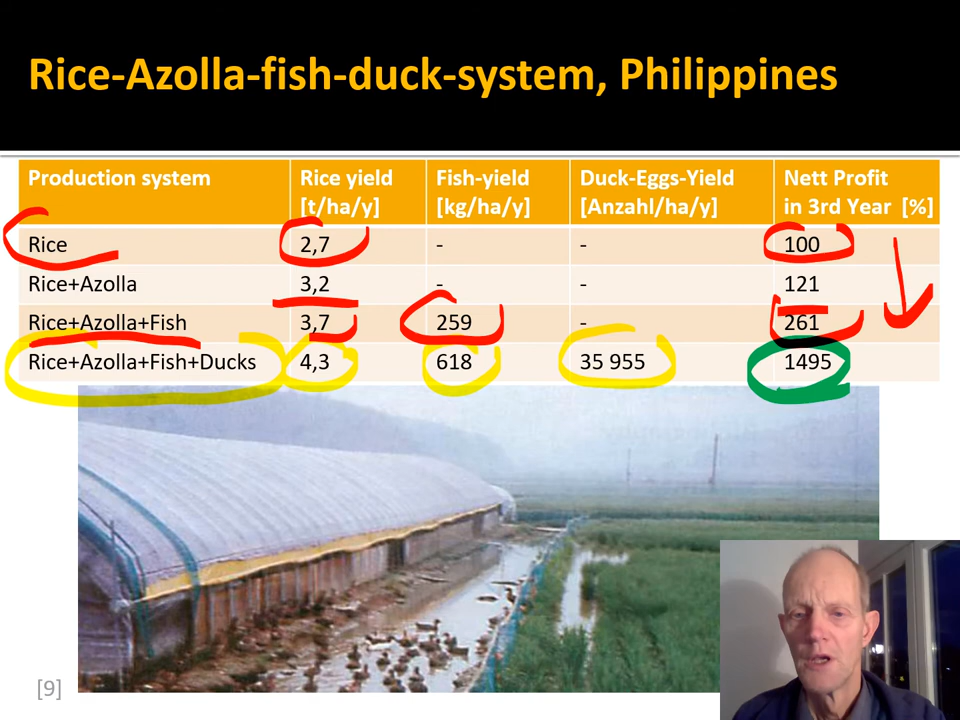 Rice-Azolla-fish-duck-system, Philippines
Production system Rice yield [t/ha/y] Fish-yield [kg/ha/y] Duck-Eggs-Yield [Anzahl/ha/y] Nett Profit in 3rd Year [%]
Rice 2,7 - - 100
Rice+Azolla 3,2 - - 121
Rice+Azolla+Fish 3,7 259 - 261
Rice+Azolla+Fish+Ducks 4,3 618 35 955 1495
[9]